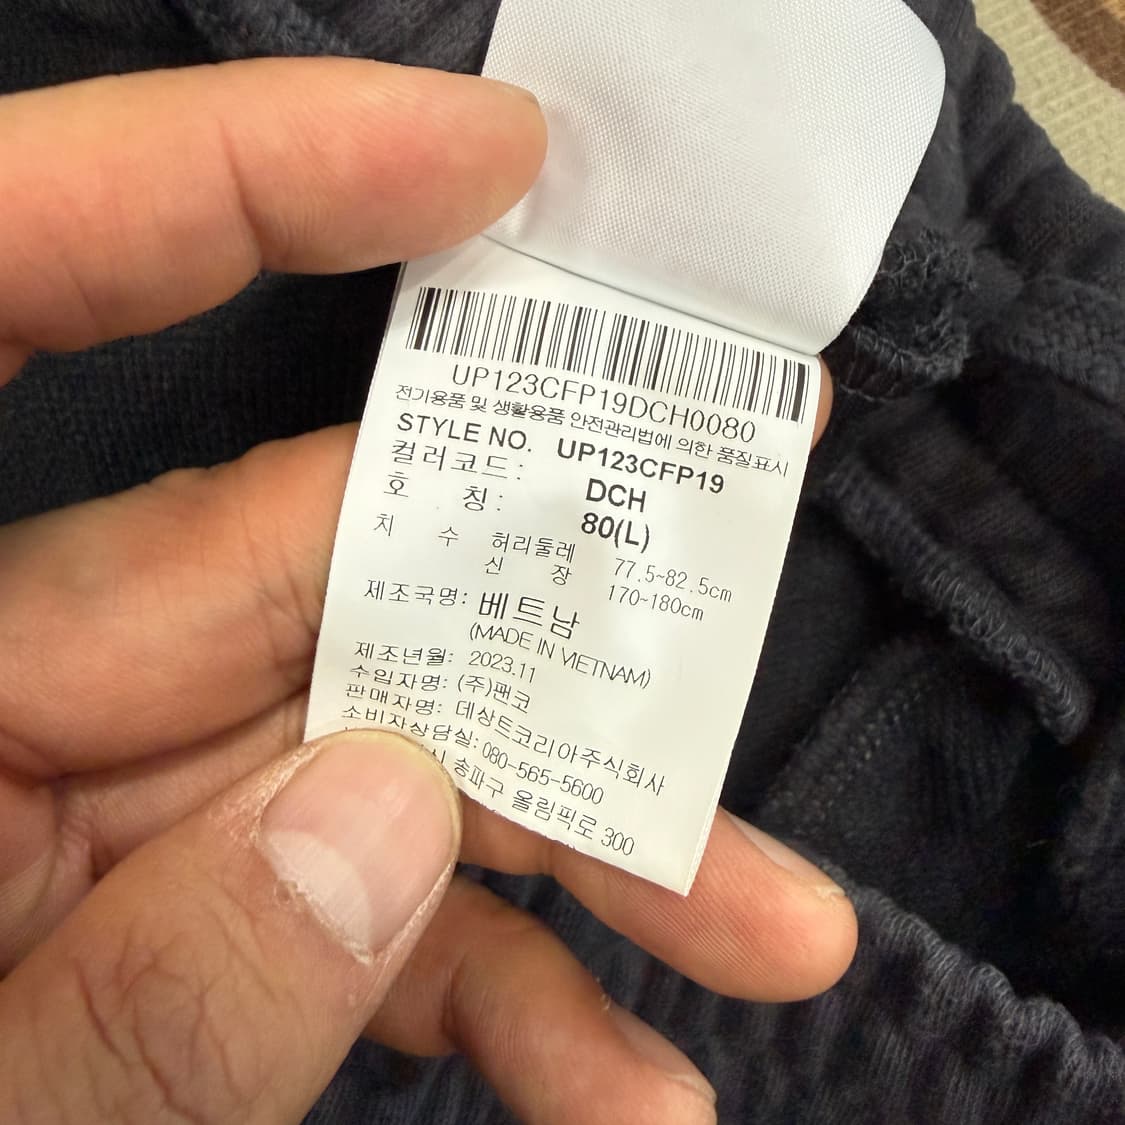 UP123CFP19DCH0080
전기용품 및 생활용품 안전관리법에 의한 품질표시
STYLE NO. UP123CFP19
컬러코드 : DCH
호 칭 : 80(L)
치 수 허리둘레 77.5~82.5cm
신 장 170~180cm
제조국명: 베트남
(MADE IN VIETNAM)
제조년월: 2023.11
수입자명: (주)팬코
판매자명: 데상트코리아주식회사
소비자상담실: 080-565-5600
송파구 올림픽로 300